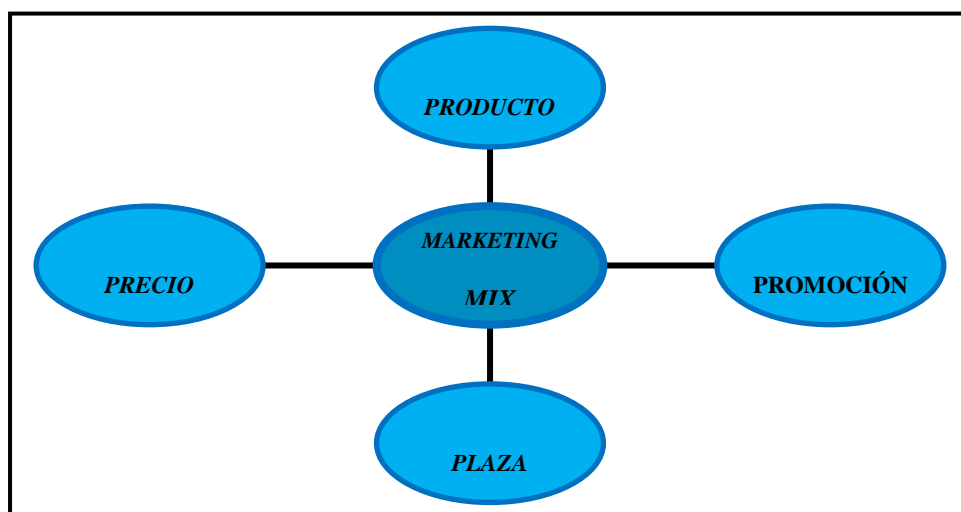 PRODUCTO
MARKETING
MIX
PRECIO
PROMOCIÓN
PLAZA